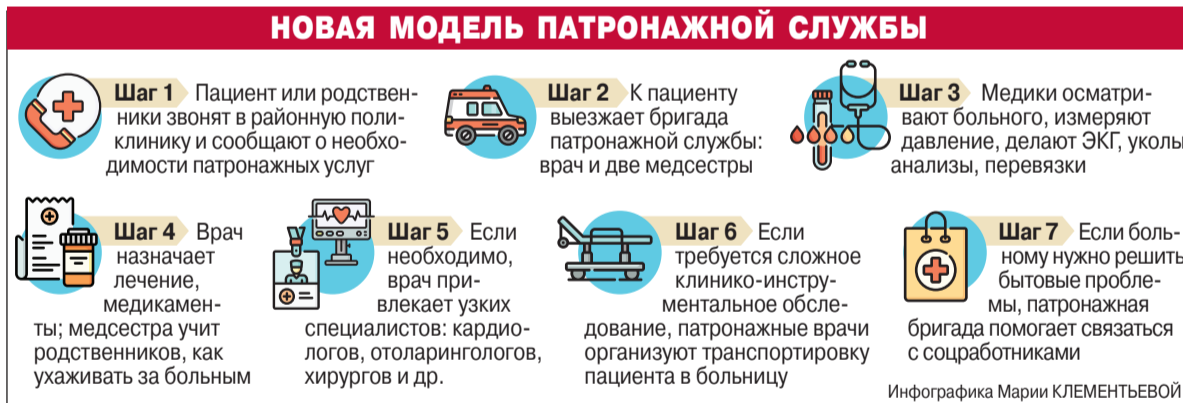 НОВАЯ МОДЕЛЬ ПАТРОНАЖНОЙ СЛУЖБЫ
Шаг 1 Пациент или родствен-
ники звонят в районную поли-
клинику и сообщают о необхо-
димости патронажных услуг
Шаг 2 К пациенту
выезжает бригада
патронажной службы:
врач и две медсестры
Шаг 3 Медики осматри-
вают больного, измеряют
давление, делают ЭКГ, уколы
анализы, перевязки
Шаг 4 Врач
назначает
лечение,
медикамен-
ты; медсестра учит
родственников, как
ухаживать за больным
Шаг 5 Если
необходимо,
врач при-
влекает узких
специалистов: кардио-
логов, отоларингологов,
хирургов и др.
Шаг 6 Если
требуется сложное
клинико-инстру-
ментальное обсле-
дование, патронажные врачи
организуют транспортировку
пациента в больницу
Шаг 7 Если боль-
ному нужно решить
бытовые пробле-
мы, патронажная
бригада помогает связаться
с соцработниками
Инфографика Марии КЛЕМЕНТЬЕВОЙ